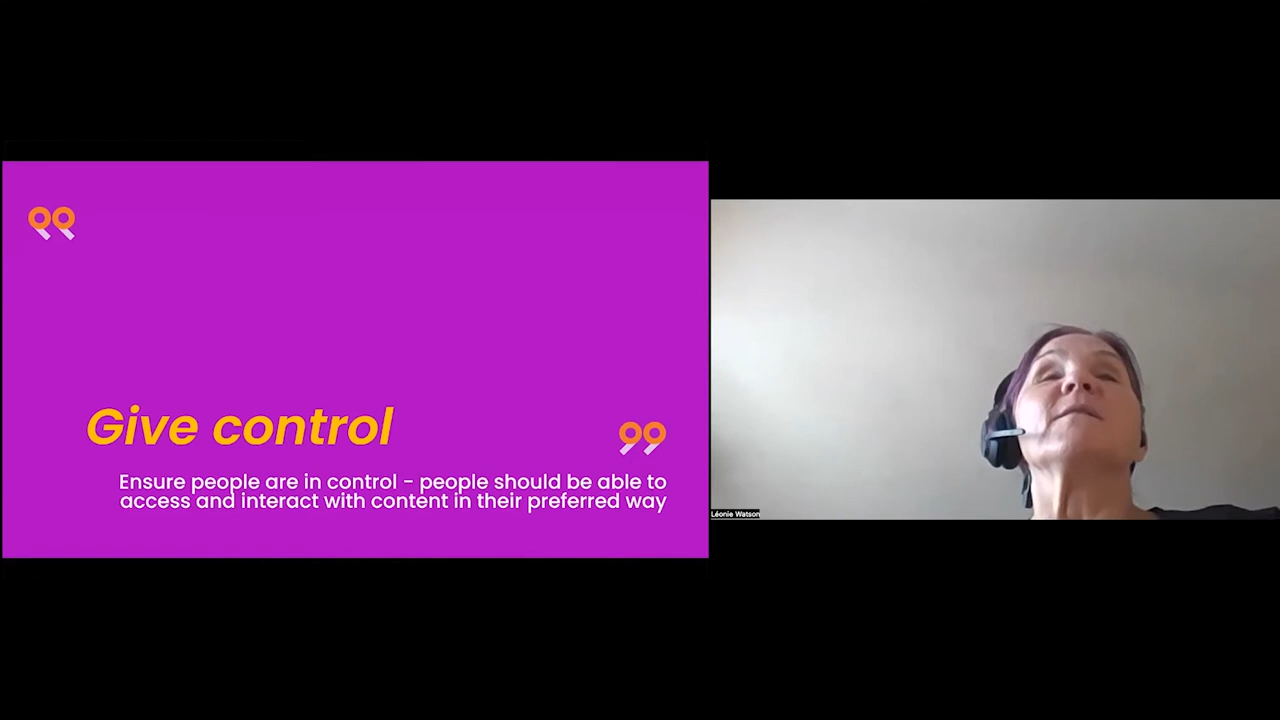 Give control
Ensure people are in control - people should be able to
access and interact with content in their preferred way
Léonie Watson